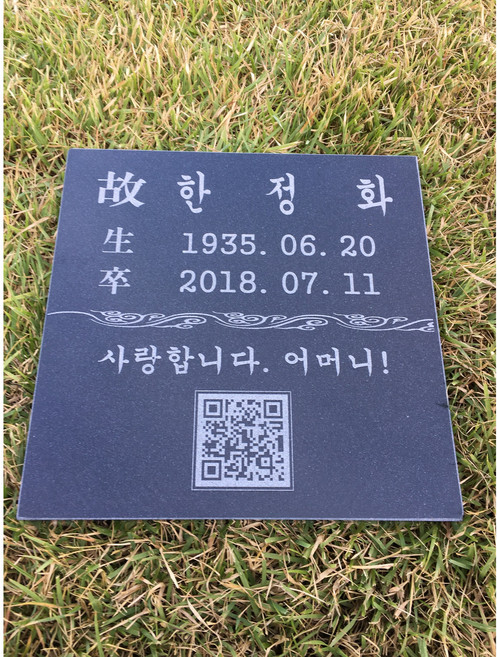 故 한 정 화
生 1935. 06. 20
卒 2018. 07. 11
사랑합니다. 어머니!